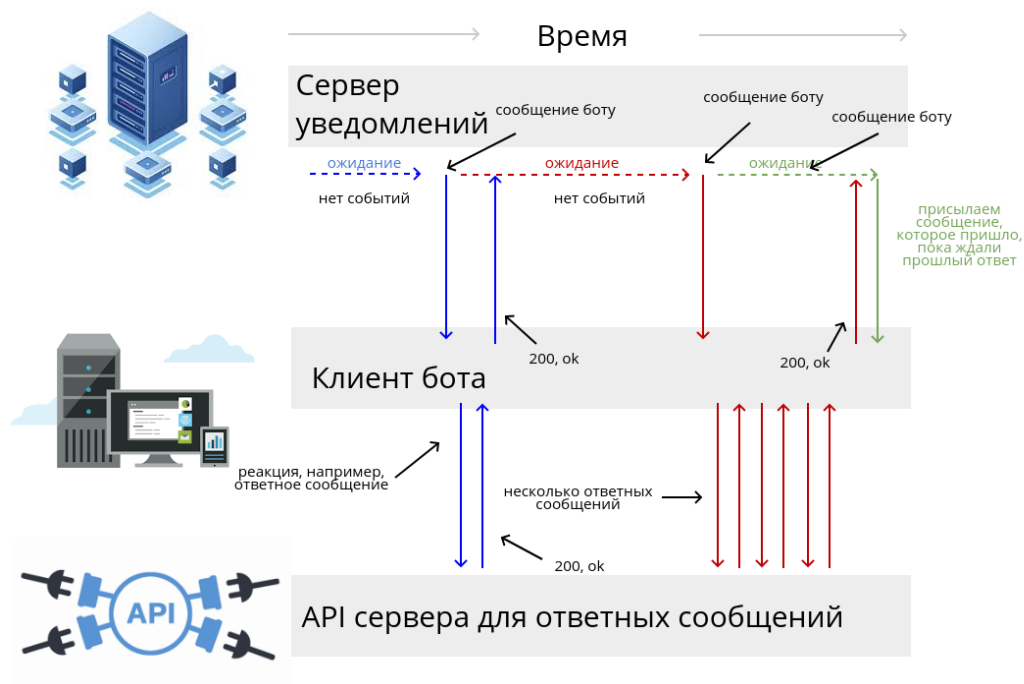 Время
Сервер
уведомлений
сообщение боту
сообщение боту
сообщение боту
ожидание
ожидание
ожидание
нет событий
нет событий
присылаем
сообщение,
которое пришло,
пока ждали
прошлый ответ
200, ok
200, ok
Клиент бота
реакция, например,
ответное сообщение
несколько ответных
сообщений
200, ok
API
API сервера для ответных сообщений